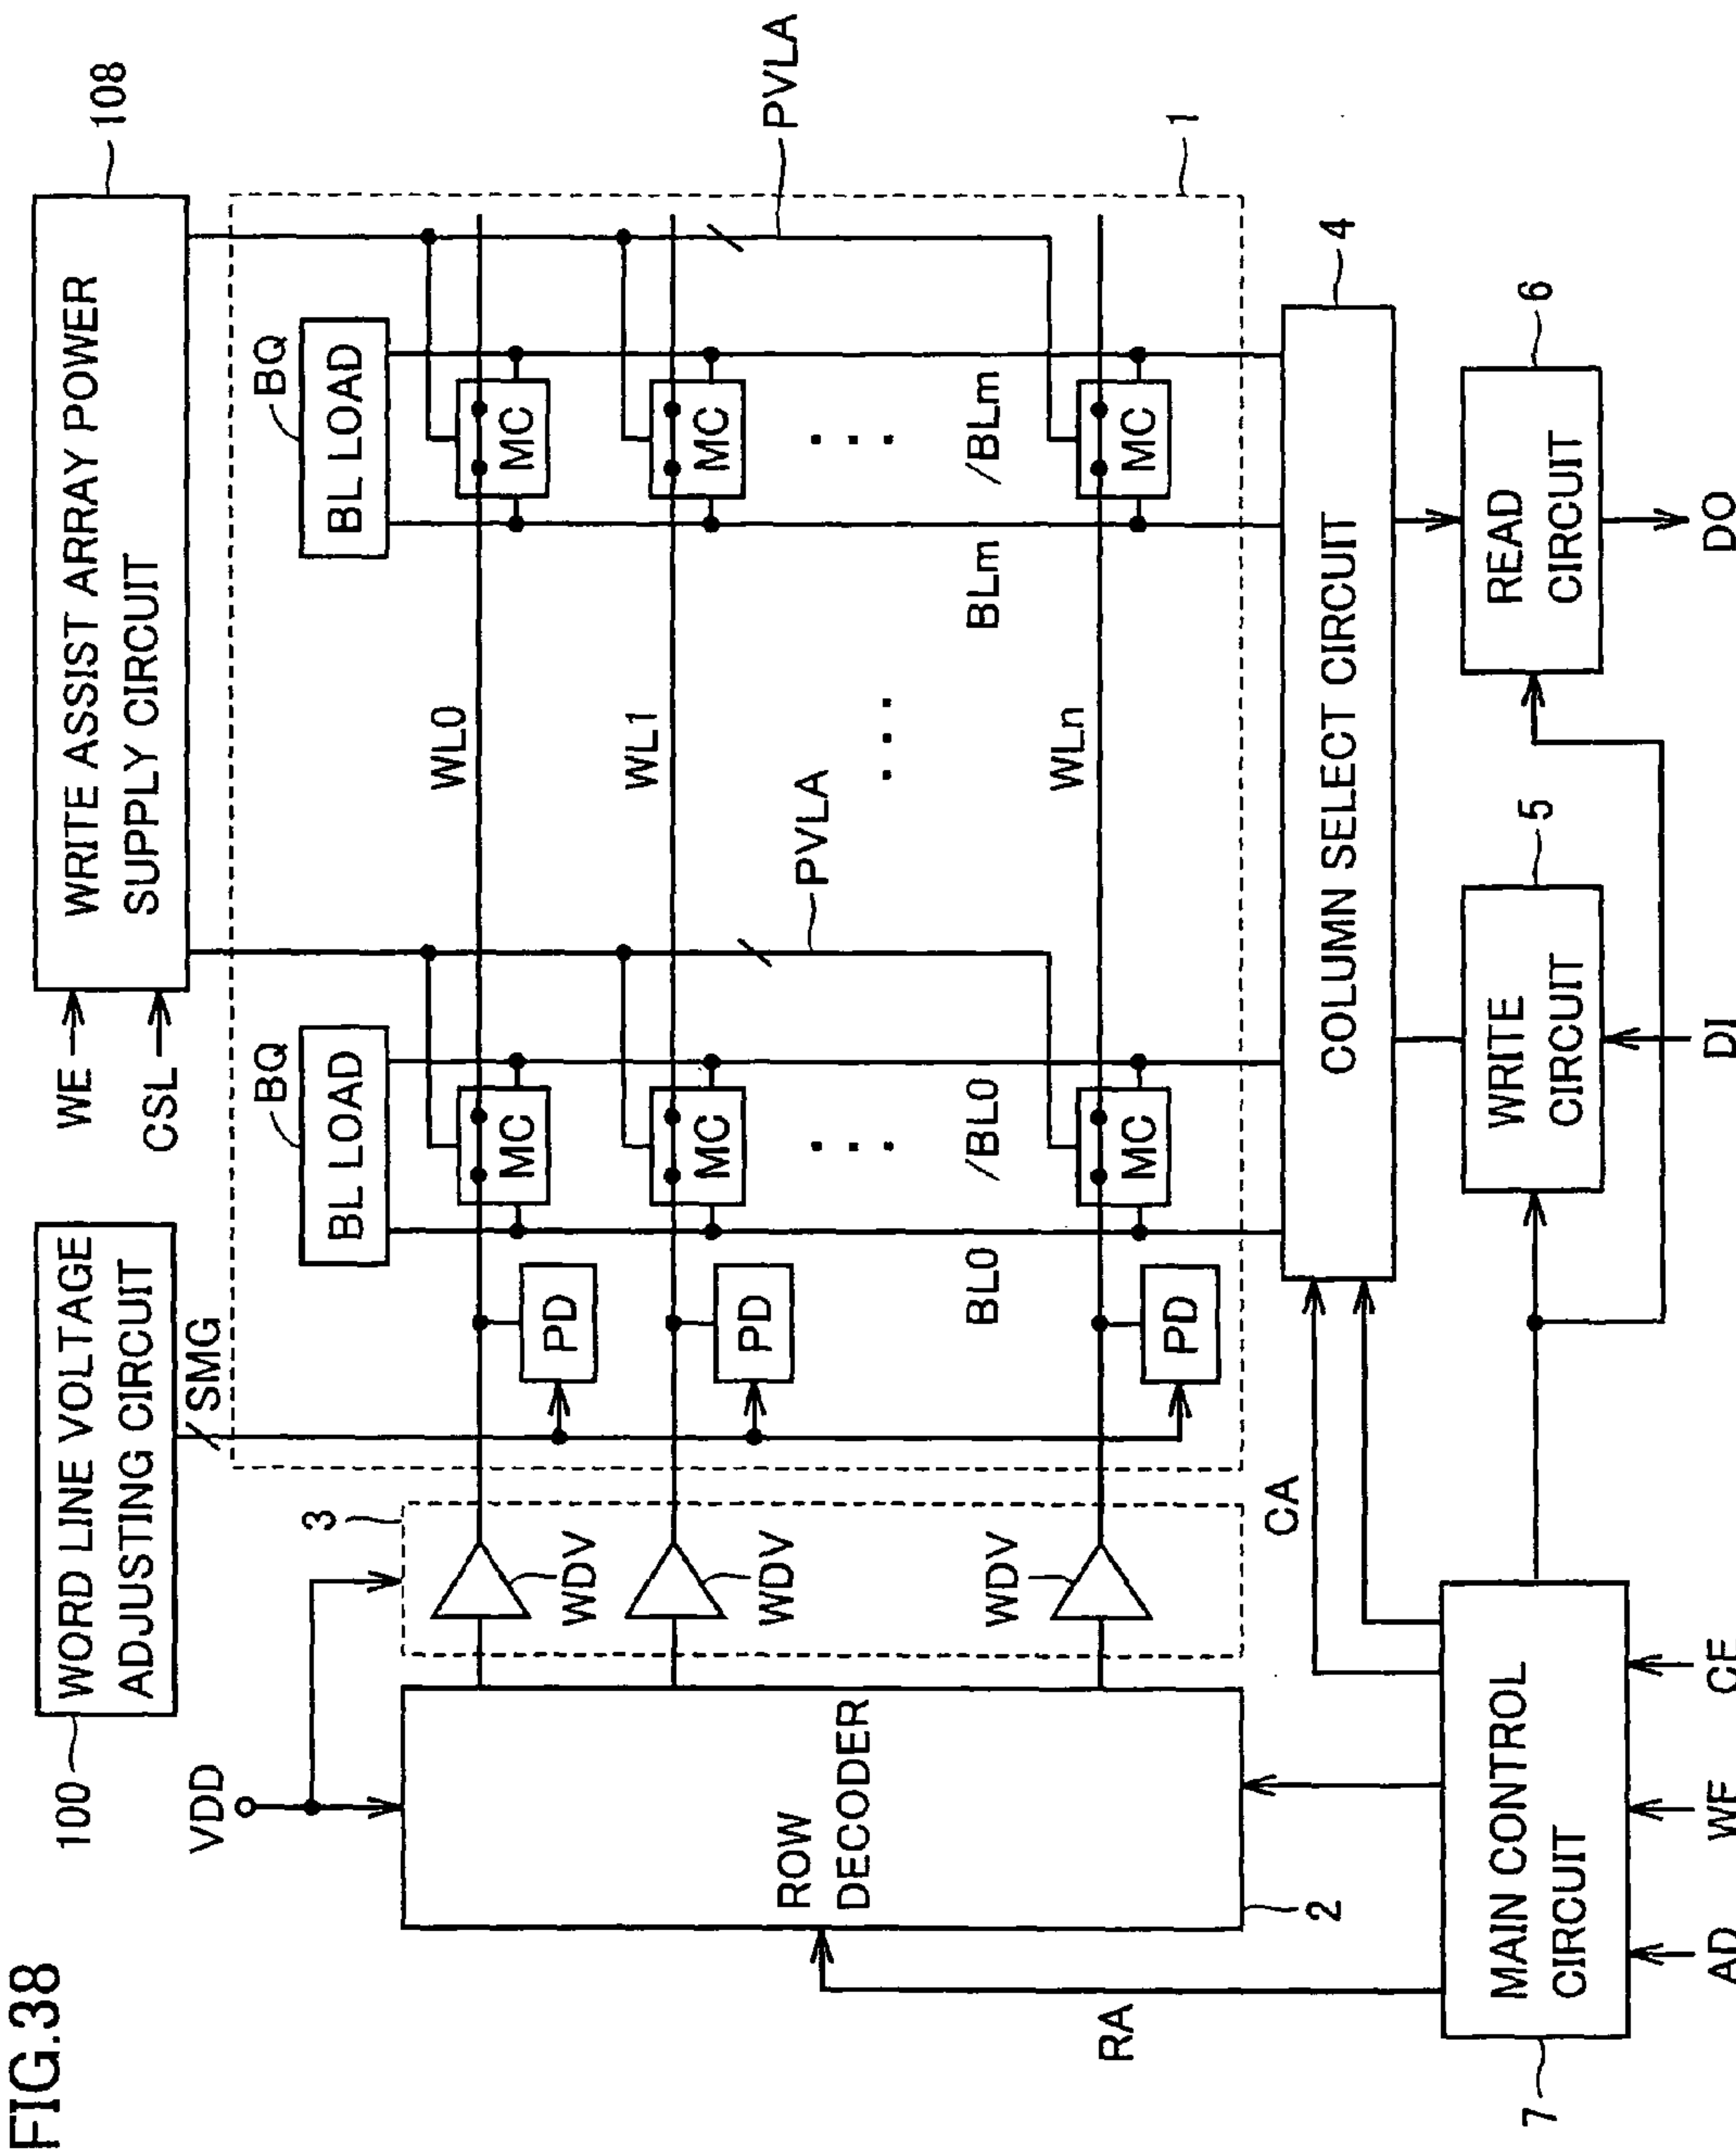 FIG.38
100
WORD LINE VOLTAGE
ADJUSTING CIRCUIT
WE
CSL
WRITE ASSIST ARRAY POWER
SUPPLY CIRCUIT
108
VDD
/SMG
3
BQ
BL LOAD
BQ
BL LOAD
WDV
PD
MC
WL0
MC
WDV
PD
MC
WL1
MC
PVLA
PVLA
ROW
DECODER
BL0
/BL0
BLm
/BLm
WDV
PD
MC
WLn
MC
1
2
RA
CA
COLUMN SELECT CIRCUIT
4
7
MAIN CONTROL
CIRCUIT
WRITE
CIRCUIT
5
READ
CIRCUIT
6
AD
WE
CE
DI
DO